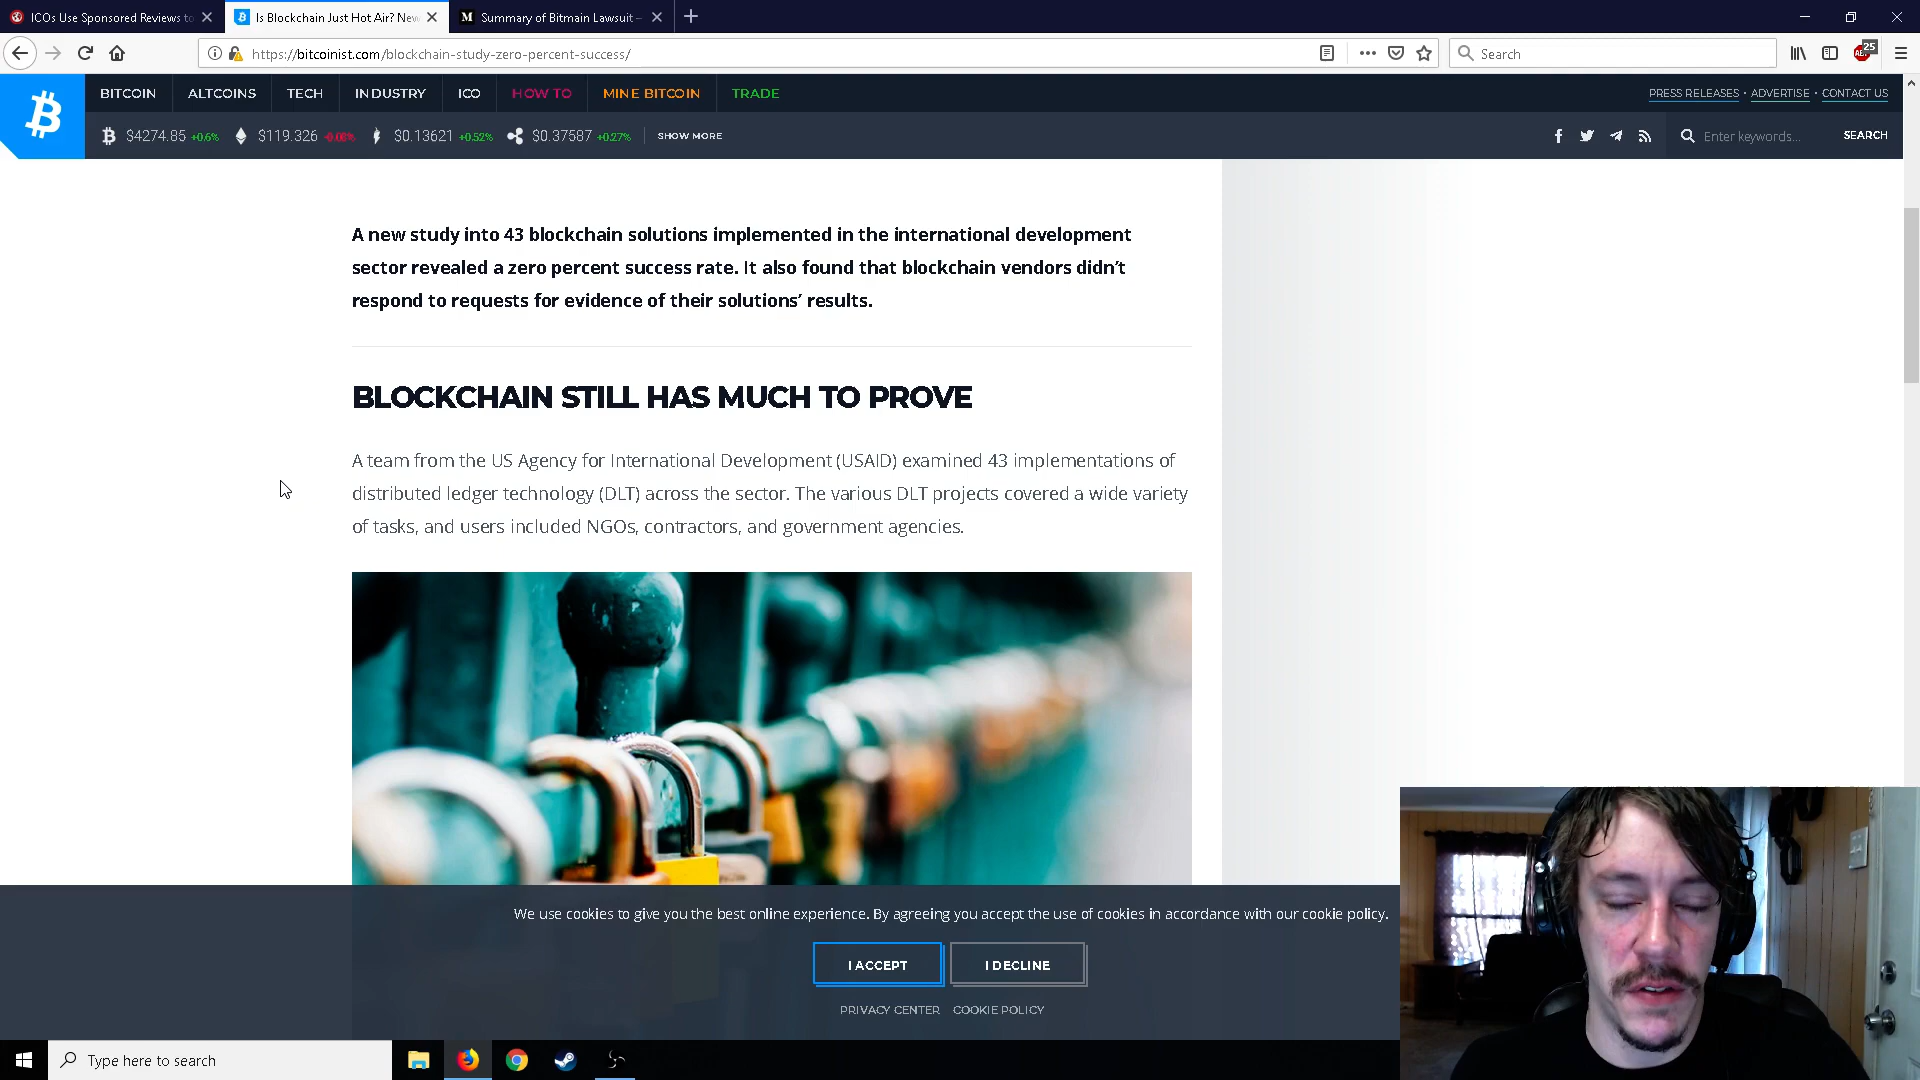 ICOs Use Sponsored Reviews to
Is Blockchain Just Hot Air? New
Summary of Bitmain Lawsuit –
https://bitcoinist.com/blockchain-study-zero-percent-success/
Search
25
BITCOIN
ALTCOINS
TECH
INDUSTRY
ICO
HOW TO
MINE BITCOIN
TRADE
PRESS RELEASES • ADVERTISE • CONTACT US
$4274.85 +0.6%
$119.326 -0.08%
$0.13621 +0.52%
$0.37587 +0.27%
SHOW MORE
Enter keywords...
SEARCH
A new study into 43 blockchain solutions implemented in the international development
sector revealed a zero percent success rate. It also found that blockchain vendors didn’t
respond to requests for evidence of their solutions’ results.
BLOCKCHAIN STILL HAS MUCH TO PROVE
A team from the US Agency for International Development (USAID) examined 43 implementations of
distributed ledger technology (DLT) across the sector. The various DLT projects covered a wide variety
of tasks, and users included NGOs, contractors, and government agencies.
We use cookies to give you the best online experience. By agreeing you accept the use of cookies in accordance with our cookie policy.
I ACCEPT
I DECLINE
PRIVACY CENTER
COOKIE POLICY
Type here to search